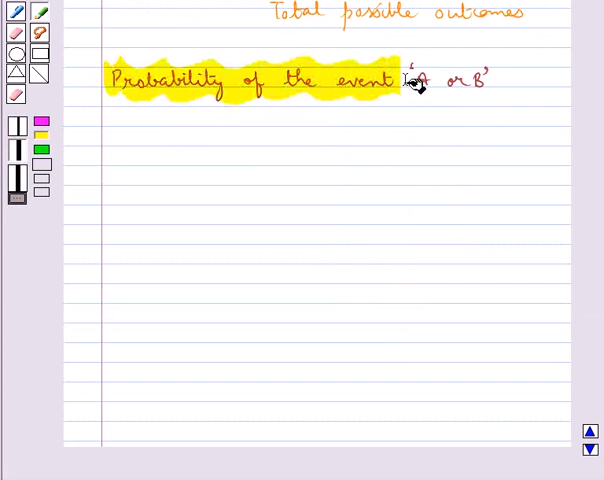 Total possible outcomes
Probability of the event 'A or B'